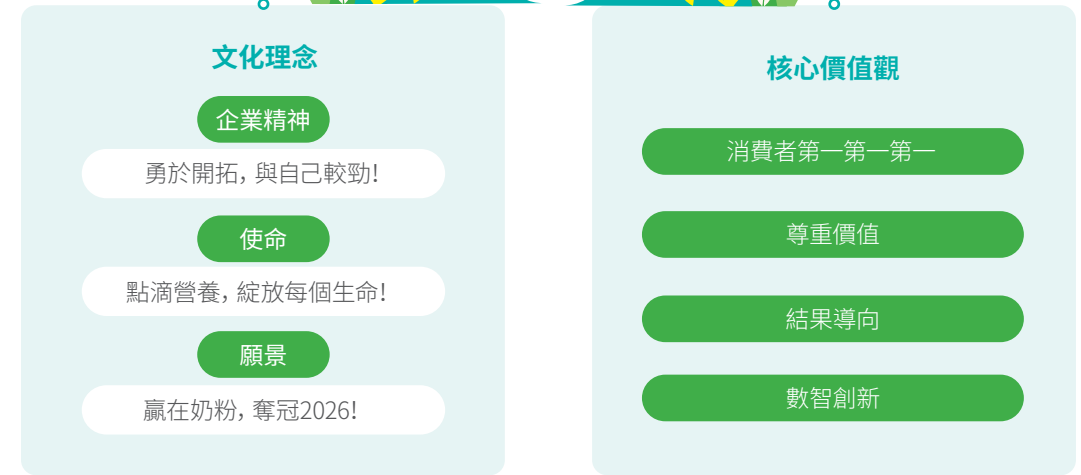 文化理念
企業精神
勇於開拓，與自己較勁！
使命
點滴營養，綻放每個生命！
願景
贏在奶粉，奪冠2026！
核心價值觀
消費者第一第一第一
尊重價值
結果導向
數智創新